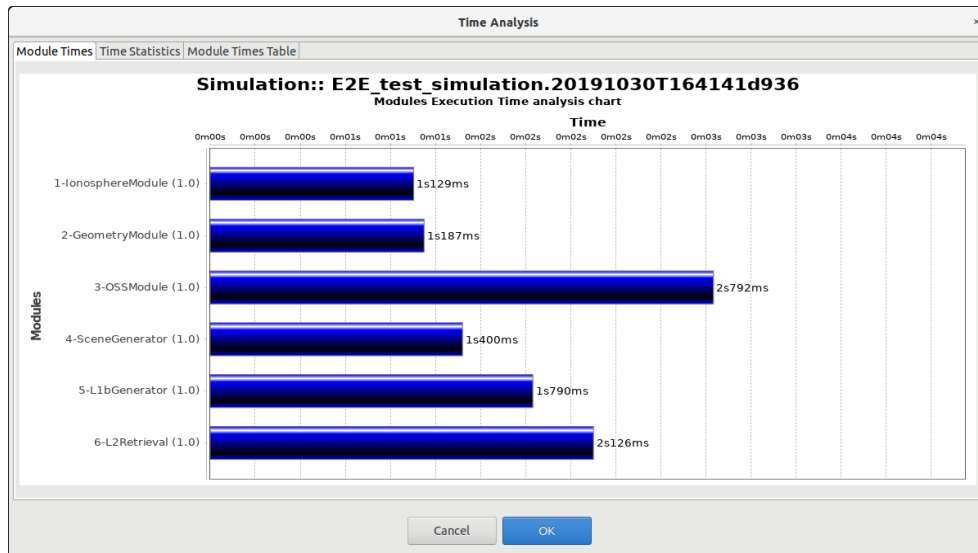 Time Analysis ×
Module Times Time Statistics Module Times Table
Simulation:: E2E_test_simulation.20191030T164141d936
Modules Execution Time analysis chart
Time
0m00s 0m00s 0m00s 0m01s 0m01s 0m01s 0m02s 0m02s 0m02s 0m02s 0m02s 0m03s 0m03s 0m03s 0m04s 0m04s 0m04s
Modules
1-IonosphereModule (1.0) 1s129ms
2-GeometryModule (1.0) 1s187ms
3-OSSModule (1.0) 2s792ms
4-SceneGenerator (1.0) 1s400ms
5-L1bGenerator (1.0) 1s790ms
6-L2Retrieval (1.0) 2s126ms
Cancel OK